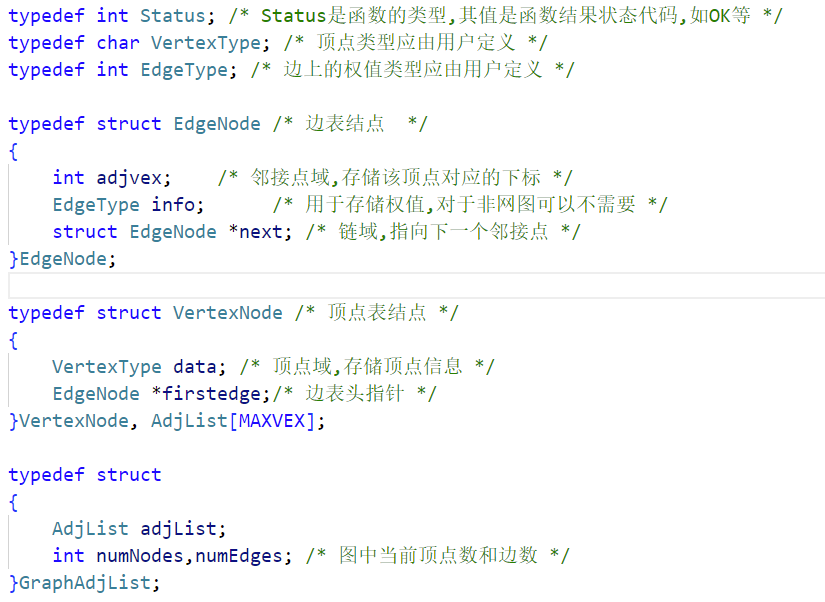 typedef int Status; /* Status是函数的类型,其值是函数结果状态代码,如OK等 */
typedef char VertexType; /* 顶点类型应由用户定义 */
typedef int EdgeType; /* 边上的权值类型应由用户定义 */
typedef struct EdgeNode /* 边表结点  */
{
    int adjvex;    /* 邻接点域,存储该顶点对应的下标 */
    EdgeType info;      /* 用于存储权值,对于非网图可以不需要 */
    struct EdgeNode *next; /* 链域,指向下一个邻接点 */
}EdgeNode;
typedef struct VertexNode /* 顶点表结点 */
{
    VertexType data; /* 顶点域,存储顶点信息 */
    EdgeNode *firstedge;/* 边表头指针 */
}VertexNode, AdjList[MAXVEX];
typedef struct
{
    AdjList adjList;
    int numNodes,numEdges; /* 图中当前顶点数和边数 */
}GraphAdjList;